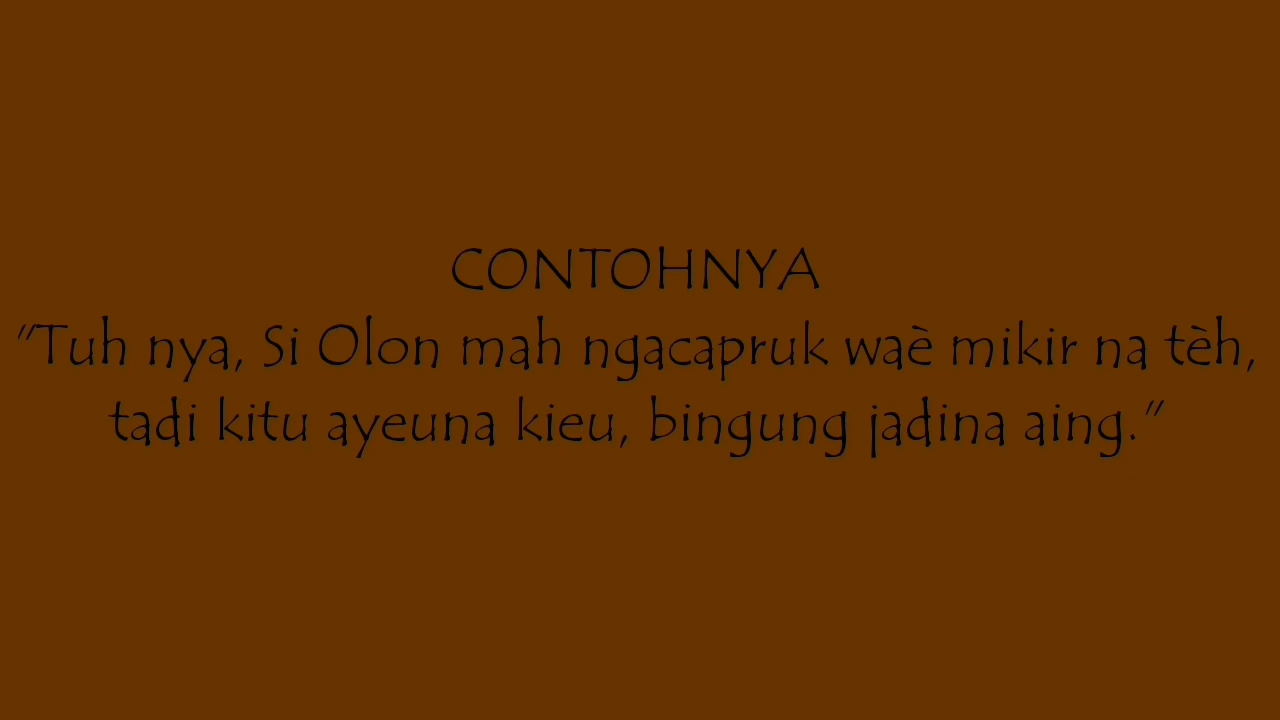 CONTOHNYA
"Tuh nya, Si Olon mah ngacapruk waè mikir na tèh,
tadi kitu ayeuna kieu, bingung jadina aing."